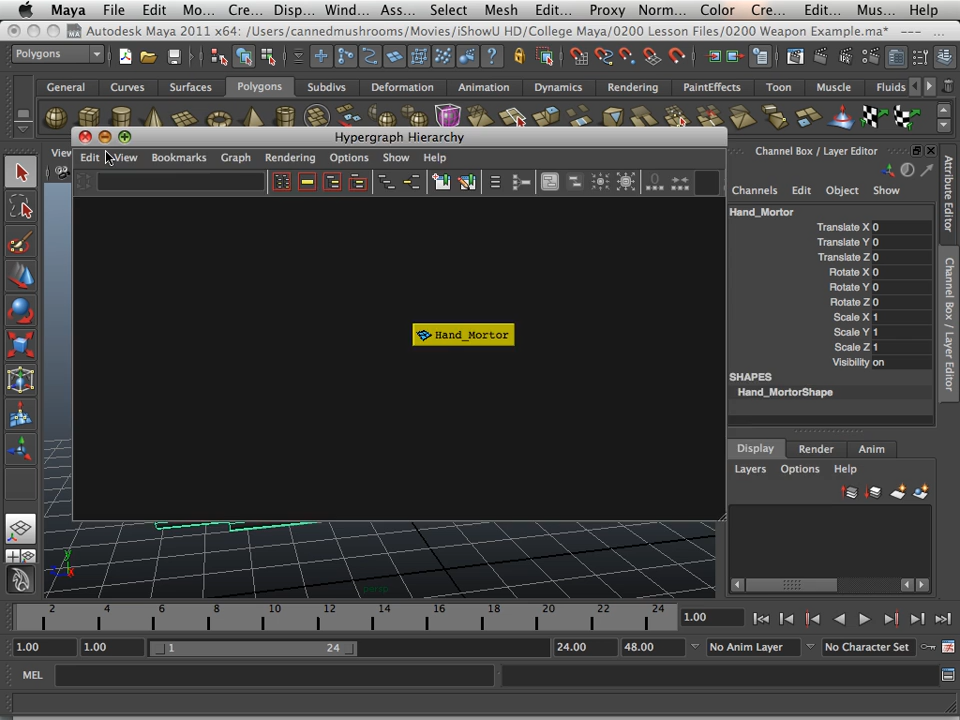 Maya File Edit Mo... Cre... Disp... Wind... Ass... Select Mesh Edit... Proxy Norm... Color Cre... Edit... Mus... Help
Autodesk Maya 2011 x64: /Users/cannedmushrooms/Movies/iShowU HD/College Maya/0200 Lesson Files/0200 Weapon Example.ma* --- ...
Polygons
General Curves Surfaces Polygons Subdivs Deformation Animation Dynamics Rendering PaintEffects Toon Muscle Fluids
Hypergraph Hierarchy
Edit View Bookmarks Graph Rendering Options Show Help
Hand_Mortor
View
Channel Box / Layer Editor
Channels Edit Object Show
Hand_Mortor
Translate X 0
Translate Y 0
Translate Z 0
Rotate X 0
Rotate Y 0
Rotate Z 0
Scale X 1
Scale Y 1
Scale Z 1
Visibility on
SHAPES
Hand_MortorShape
Display Render Anim
Layers Options Help
Attribute Editor
Channel Box / Layer Editor
y
persp
2 4 6 8 10 12 14 16 18 20 22 24
1.00
1.00 1.00 1 24 24.00 48.00 No Anim Layer No Character Set
MEL